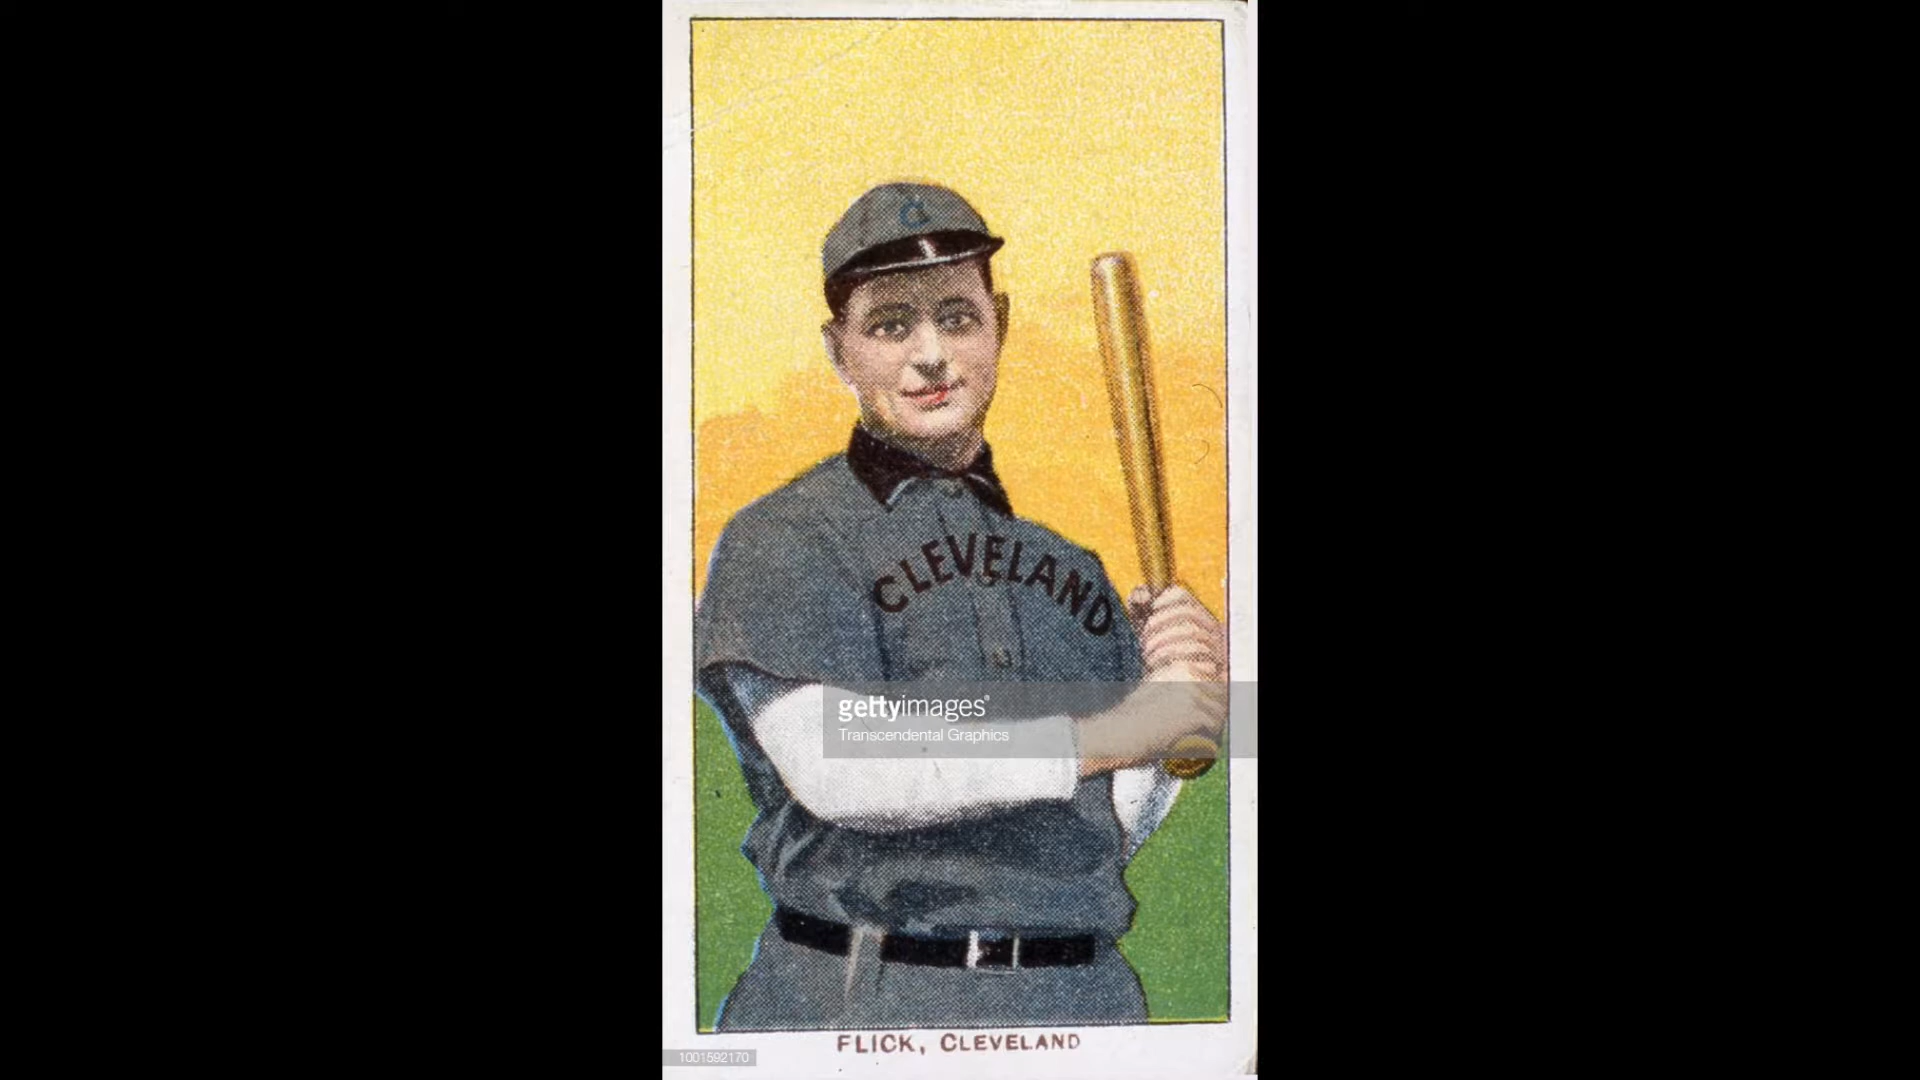 C
CLEVELAND
gettyimages®
Transcendental Graphics
FLICK, CLEVELAND
1001592170